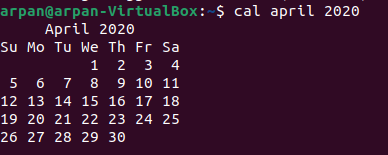 arpan@arpan-VirtualBox:~$ cal april 2020
     April 2020
Su Mo Tu We Th Fr Sa
          1  2  3  4
 5  6  7  8  9 10 11
12 13 14 15 16 17 18
19 20 21 22 23 24 25
26 27 28 29 30